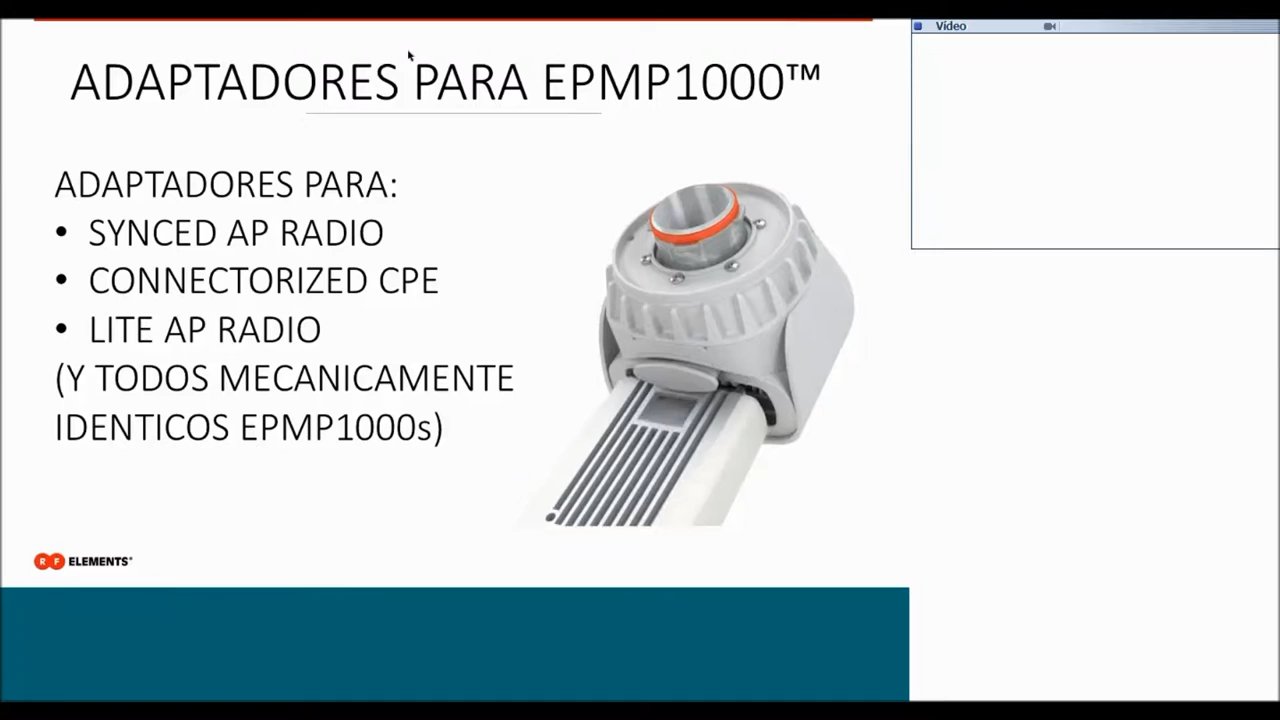 Vídeo
ADAPTADORES PARA EPMP1000™
ADAPTADORES PARA:
• SYNCED AP RADIO
• CONNECTORIZED CPE
• LITE AP RADIO
(Y TODOS MECANICAMENTE
IDENTICOS EPMP1000s)
RF ELEMENTS®